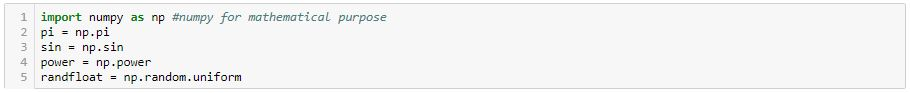 1 import numpy as np #numpy for mathematical purpose
2 pi = np.pi
3 sin = np.sin
4 power = np.power
5 randfloat = np.random.uniform